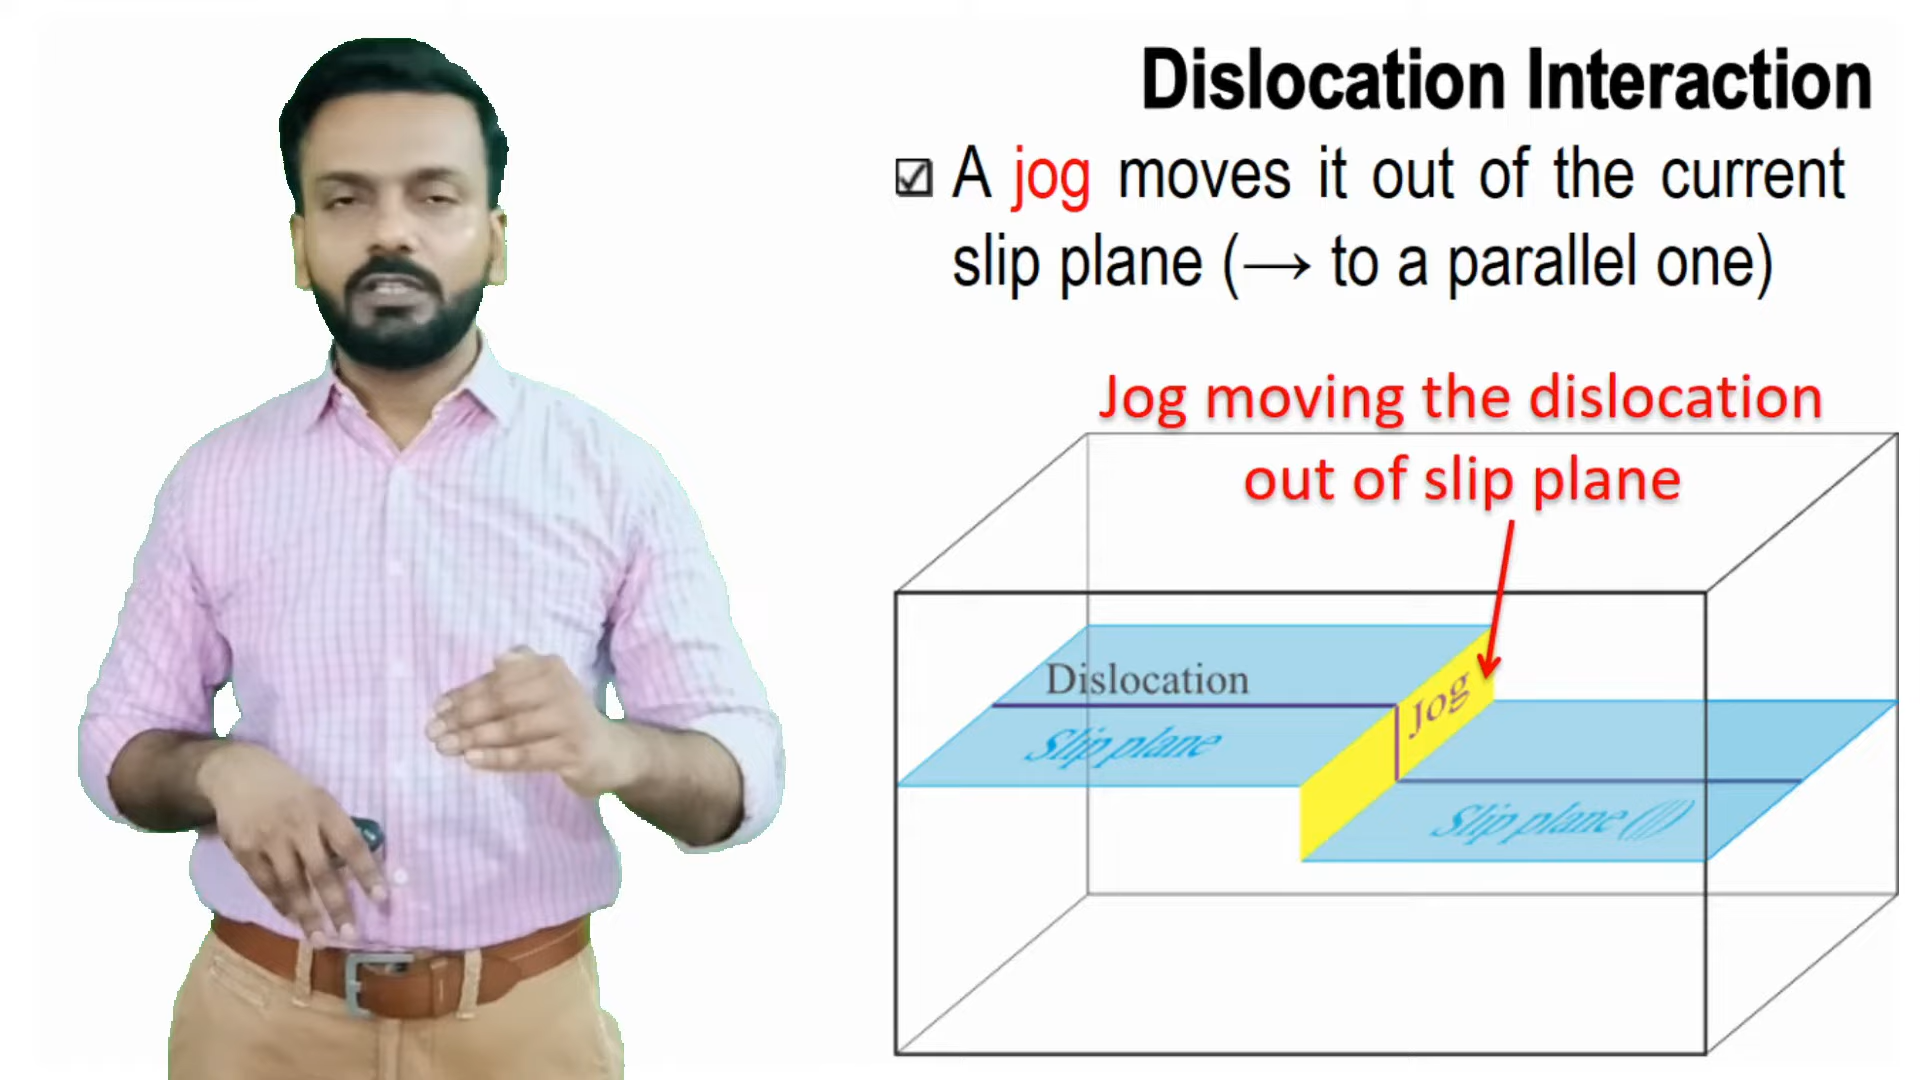 Dislocation Interaction
A jog moves it out of the current
slip plane (→ to a parallel one)
Jog moving the dislocation
out of slip plane
Dislocation
Jog
Slip plane
Slip plane (||)